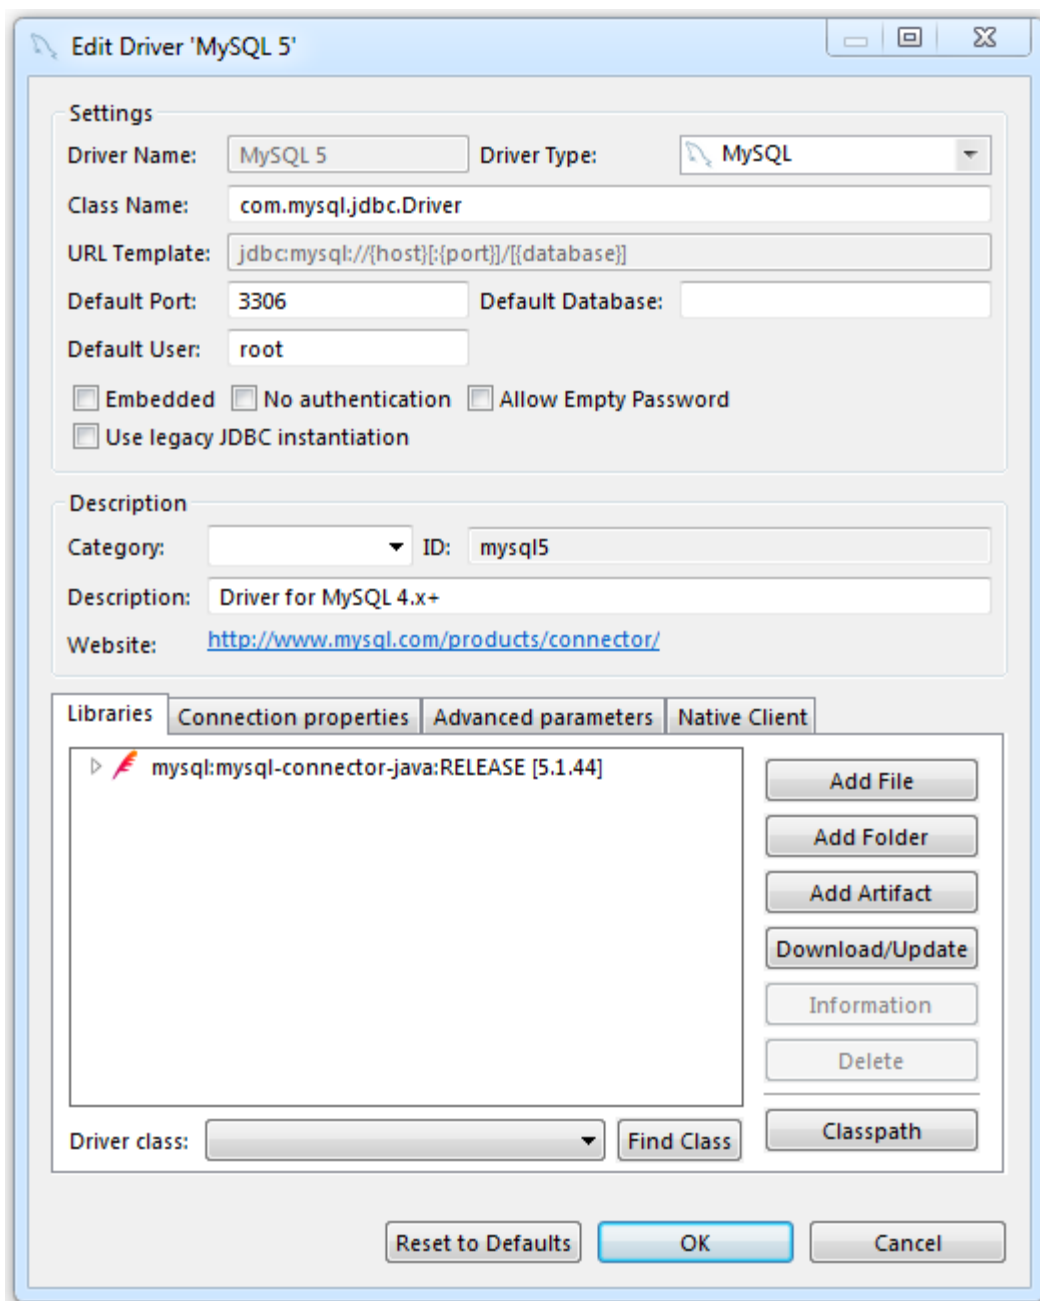 Edit Driver 'MySQL 5'
Settings
Driver Name: MySQL 5 Driver Type: MySQL
Class Name: com.mysql.jdbc.Driver
URL Template: jdbc:mysql://{host}[:{port}]/[{database}]
Default Port: 3306 Default Database:
Default User: root
Embedded No authentication Allow Empty Password
Use legacy JDBC instantiation
Description
Category: ID: mysql5
Description: Driver for MySQL 4.x+
Website: http://www.mysql.com/products/connector/
Libraries Connection properties Advanced parameters Native Client
mysql:mysql-connector-java:RELEASE [5.1.44]
Add File
Add Folder
Add Artifact
Download/Update
Information
Delete
Classpath
Driver class: Find Class
Reset to Defaults OK Cancel